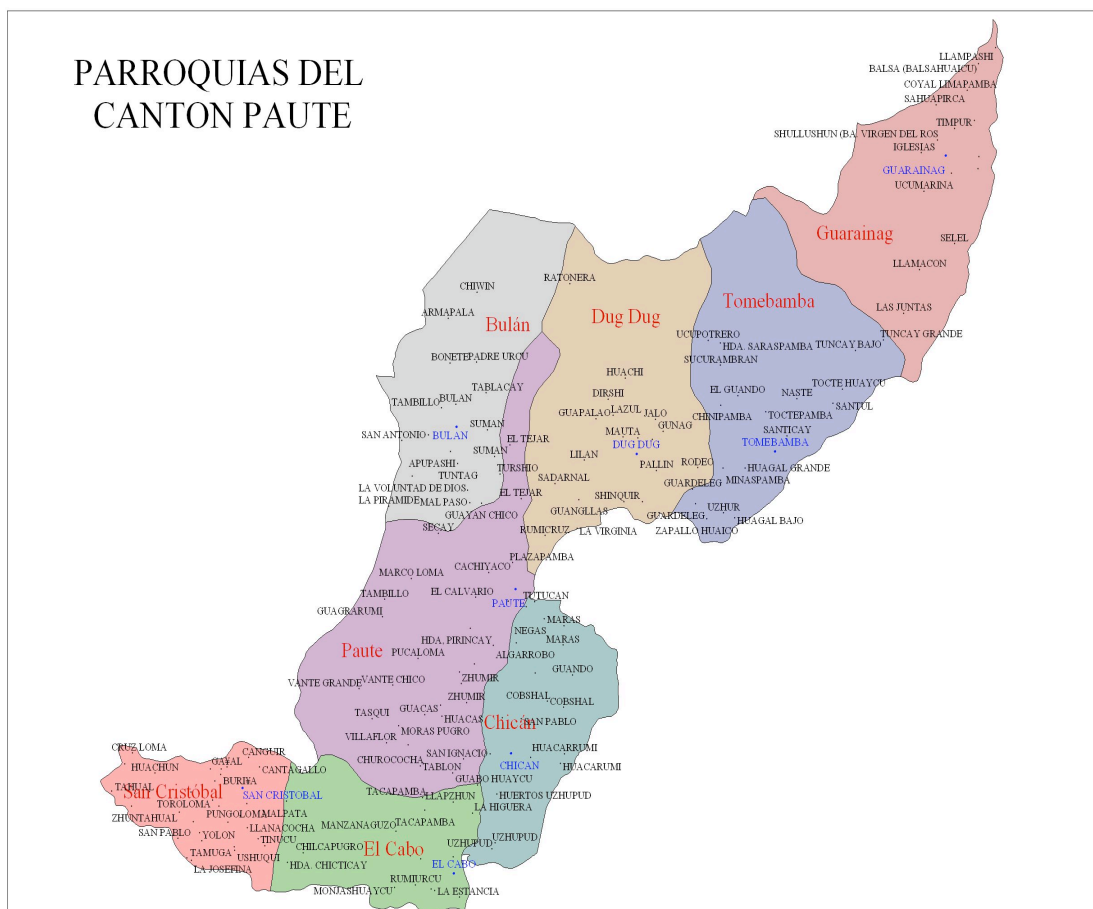 PARROQUIAS DEL
CANTON PAUTE
LLAMPASHI
BALSA (BALSAHUAICU)
COYAL LIMAPAMBA
SAHUAPIRCA
TIMPUR
SHULLUSHUN (BA. VIRGEN DEL ROS
IGLESIAS
GUARAINAG
UCUMARINA
Guarainag
SELEL
LLAMACON
LAS JUNTAS
TUNCAY GRANDE
Tomebamba
UCUPOTRERO
HDA. SARASPAMBA
TUNCAY BAJO
SUCURAMBRAN
EL GUANDO
NASTE
TOCTE HUAYCU
CHINIPAMBA
TOCTEPAMBA
SANTUL
SANTICAY
TOMEBAMBA
HUAGAL GRANDE
MINASPAMBA
UZHUR
HUAGAL BAJO
ZAPALLO HUAICO
RATONERA
Dug Dug
HUACHI
DIRSHI
GUAPALAO
LAZUL
JALO
GUNAG
MAUTA
DUG DUG
LILAN
PALLIN
RODEO
SADARNAL
GUARDELEG
SHINQUIR
GUANGLLAS
GUARDELEG
RUMICRUZ
LA VIRGINIA
CHIWIN
ARMAPALA
Bulán
BONETE
PADRE URCU
TABLACAY
TAMBILLO
BULAN
SUMAN
SAN ANTONIO
BULAN
SUMAN
APUPASHI
TUNTAG
LA VOLUNTAD DE DIOS
LA PIRAMIDE
MAL PASO
GUAYAN CHICO
SECAY
EL TEJAR
TURSHIO
EL TEJAR
PLAZAPAMBA
CACHIYACO
MARCO LOMA
TAMBILLO
EL CALVARIO
PAUTE
GUAGRARUMI
HDA. PIRINCAY
Paute
PUCALOMA
VANTE GRANDE
VANTE CHICO
ZHUMIR
ZHUMIR
TASQUI
GUACAS
HUACAS
MORAS PUGRO
VILLAFLOR
SAN IGNACIO
CHUROCOCHA
TABLON
GUABO HUAYCU
TUTUCAN
MARAS
NEGAS
MARAS
ALGARROBO
GUANDO
COBSHAL
COBSHAL
Chicán
SAN PABLO
HUACARRUMI
CHICAN
HUACARUMI
HUERTOS UZHUPUD
LA HIGUERA
UZHUPUD
CRUZ LOMA
GAYAL
CANGUIR
HUACHUN
CANTAGALLO
TAHUAL
BURIVA
San Cristóbal
SAN CRISTOBAL
TOROLOMA
ZHUNTAHUAL
PUNGOLOMA
MALPATA
SAN PABLO
YOLON
LLANACOCHA
TINUCU
TAMUGA
USHUQUI
LA JOSEFINA
TACAPAMBA
LLAPZHUN
MANZANAGUZO
TACAPAMBA
CHILCAPUGRO
El Cabo
UZHUPUD
HDA. CHICTICAY
EL CABO
RUMIURCU
MONJASHUAYCU
LA ESTANCIA